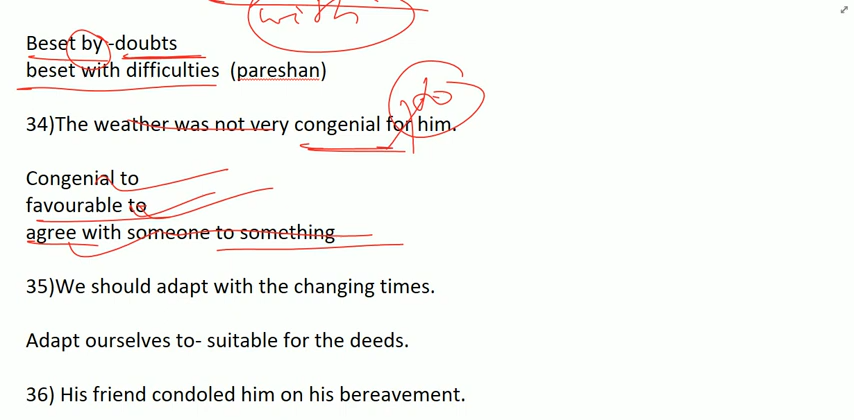 with
Beset by -doubts
beset with difficulties (pareshan)
to
34)The weather was not very congenial for him.
Congenial to
favourable to
agree with someone to something
35)We should adapt with the changing times.
Adapt ourselves to- suitable for the deeds.
36) His friend condoled him on his bereavement.